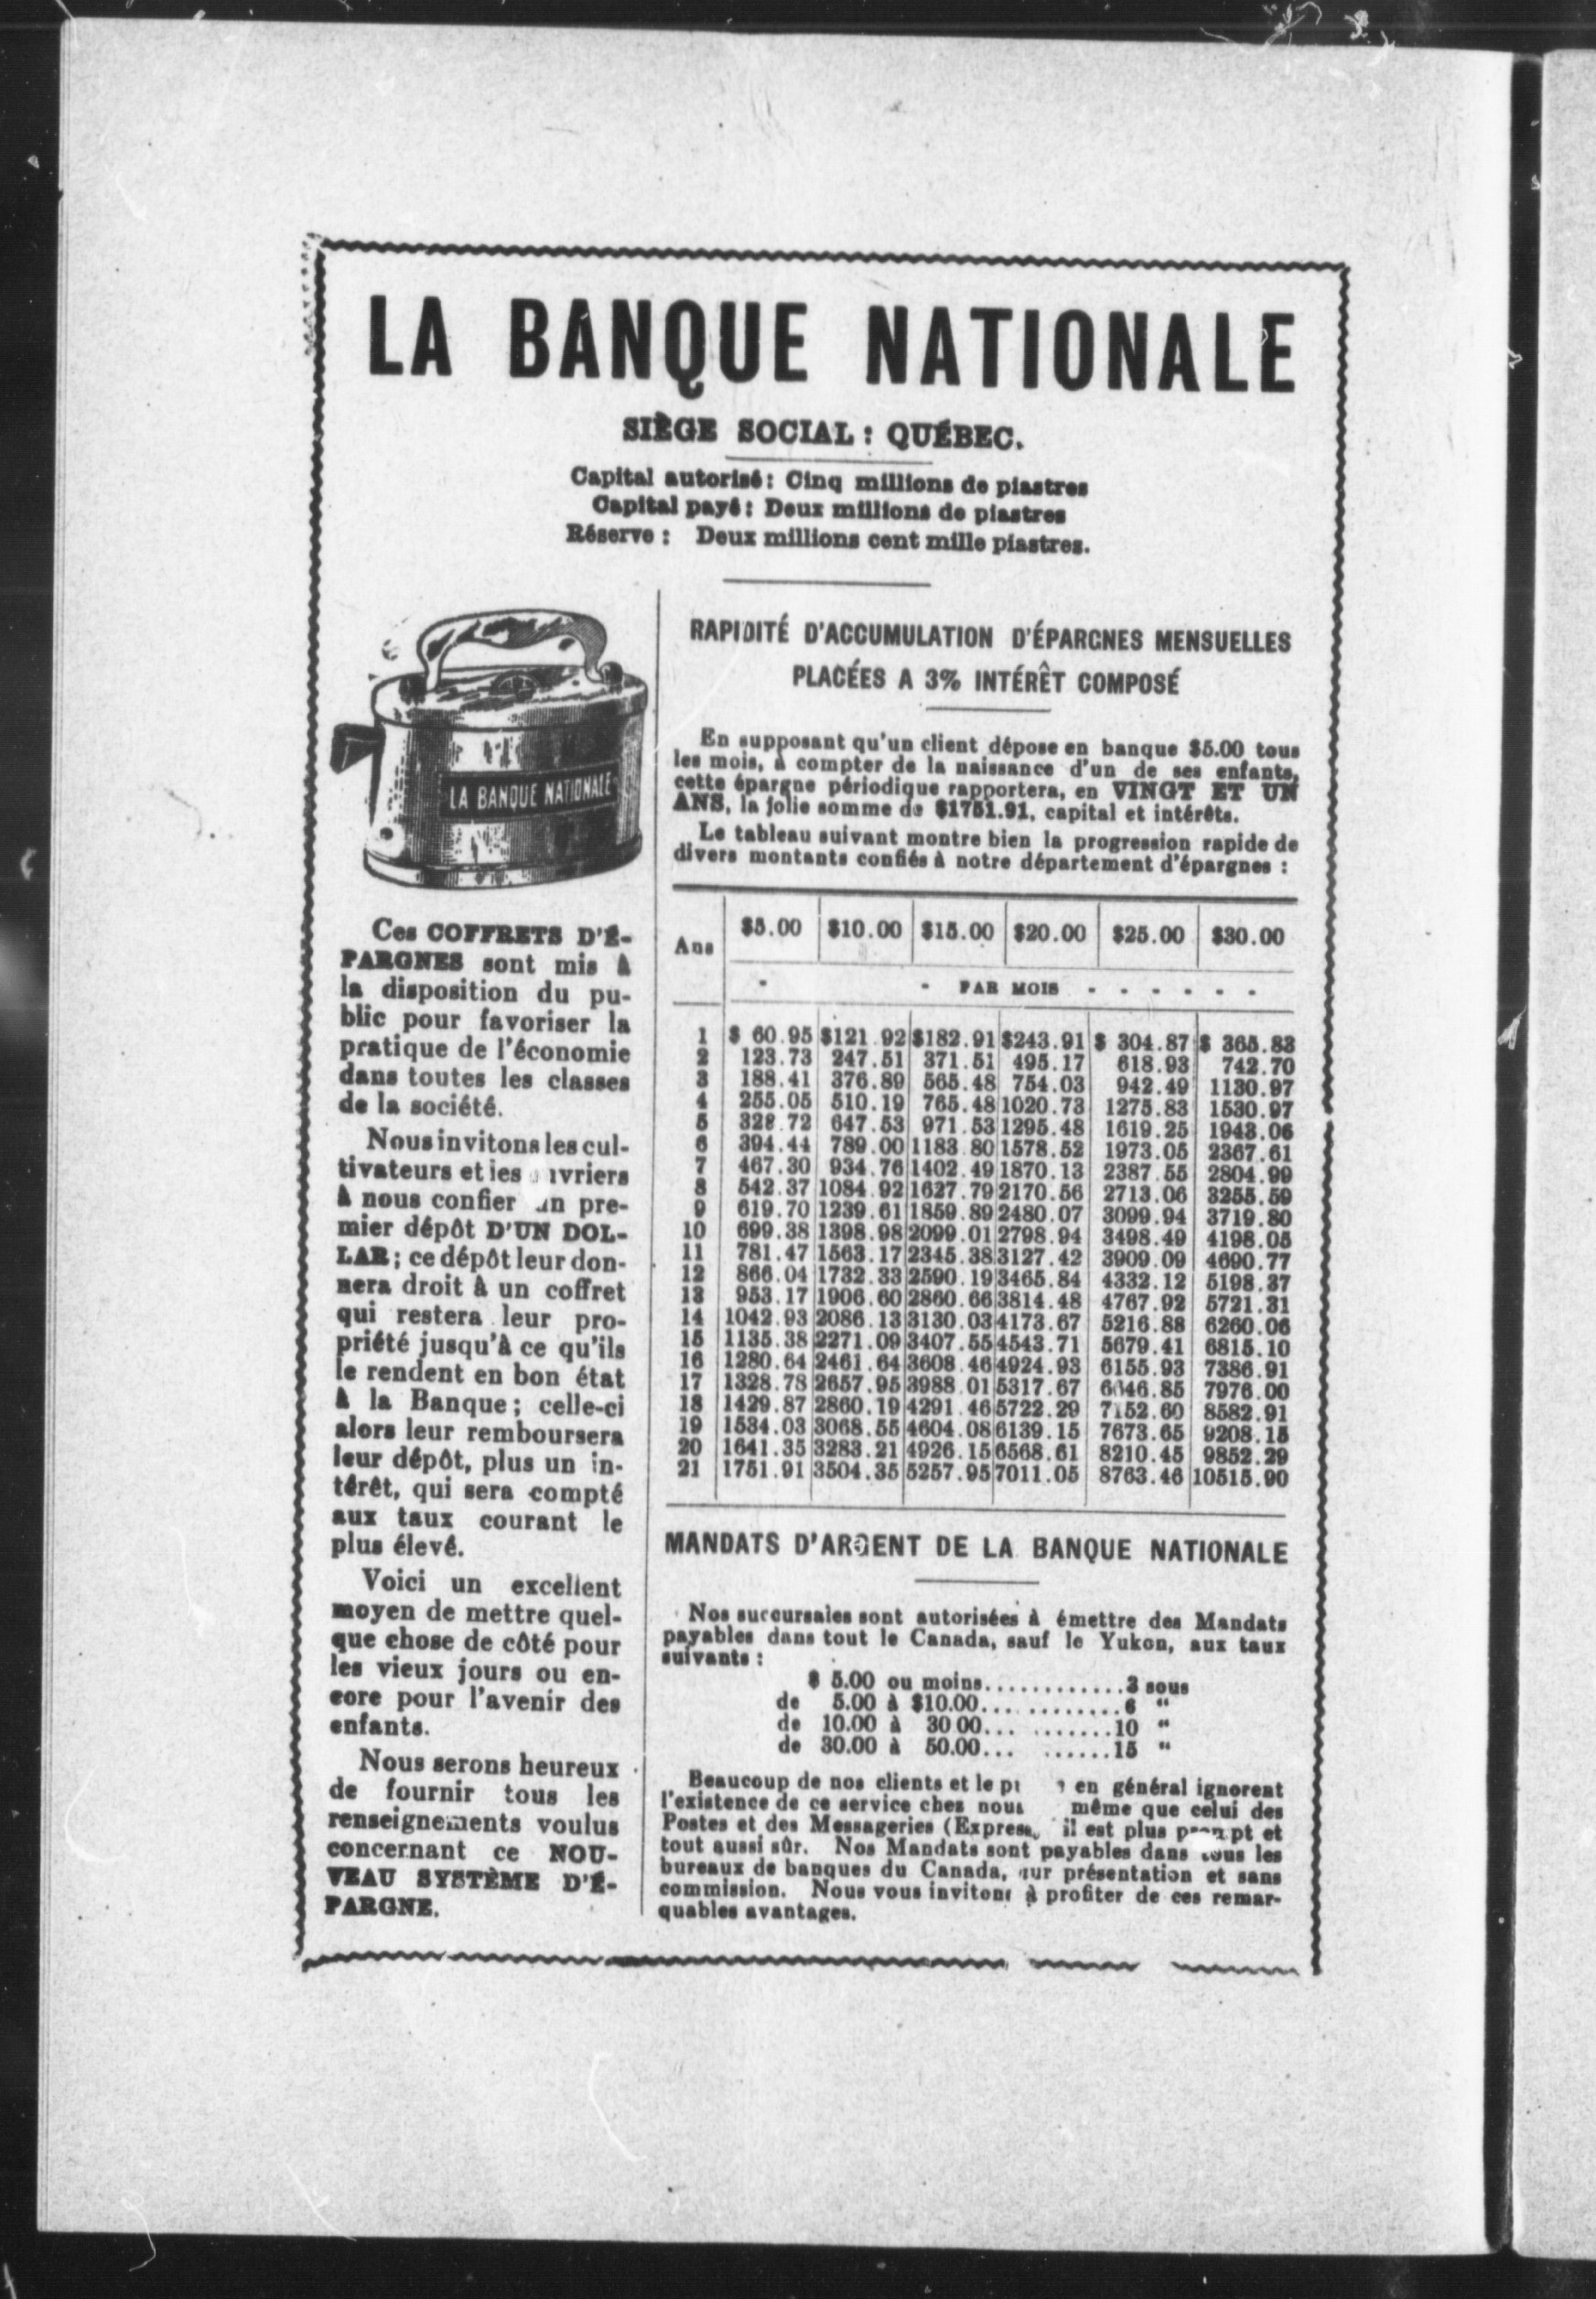 LA BANQUE NATIONALE
SIÈGE SOCIAL : QUÉBEC.
Capital autorisé : Cinq millions de piastres
Capital payé : Deux millions de piastres
Réserve : Deux millions cent mille piastres.
LA BANQUE NATIONALE
Ces COFFRETS D'É-
PARGNES sont mis à
la disposition du pu-
blic pour favoriser la
pratique de l'économie
dans toutes les classes
de la société.
Nous invitons les cul-
tivateurs et les
à nous confier un pre-
mier dépôt D'UN DOL-
LAR ; ce dépôt leur don-
nera droit à un coffret
qui restera leur pro-
priété jusqu'à ce qu'ils
le rendent en bon état
à la Banque ; celle-ci
alors leur remboursera
leur dépôt, plus un in-
térêt, qui sera compté
aux taux courant le
plus élevé.
Voici un excellent
moyen de mettre quel-
que chose de côté pour
les vieux jours ou en-
core pour l'avenir des
enfants.
Nous serons heureux
de fournir tous les
renseignements voulus
concernant ce NOU-
VEAU SYSTÈME D'É-
PARGNE.
RAPIDITÉ D'ACCUMULATION D'ÉPARGNES MENSUELLES
PLACÉES A 3% INTÉRÊT COMPOSÉ
En supposant qu'un client dépose en banque $5.00 tous
les mois, à compter de la naissance d'un de ses enfants,
cette épargne périodique rapportera, en VINGT ET UN
ANS, la jolie somme de $1751.91, capital et intérêts.
Le tableau suivant montre bien la progression rapide de
divers montants confiés à notre département d'épargnes :
Ans $5.00 $10.00 $15.00 $20.00 $25.00 $30.00
- - PAR MOIS - - - - - -
1 $ 60.95 $121.92 $182.91 $243.91 $ 304.87 $ 365.83
2 123.73 247.51 371.51 495.17 618.93 742.70
3 188.41 376.89 565.48 754.03 942.49 1130.97
4 255.05 510.19 765.48 1020.73 1275.83 1530.97
5 328.72 647.53 971.53 1295.48 1619.25 1943.06
6 394.44 789.00 1183.80 1578.52 1973.05 2367.61
7 467.30 934.76 1402.49 1870.13 2387.55 2804.99
8 542.37 1084.92 1627.79 2170.56 2713.06 3255.59
9 619.70 1239.61 1859.89 2480.07 3099.94 3719.80
10 699.38 1398.98 2099.01 2798.94 3498.49 4198.05
11 781.47 1563.17 2345.38 3127.42 3909.09 4690.77
12 866.04 1732.33 2590.19 3465.84 4332.12 5198.37
13 953.17 1906.60 2860.66 3814.48 4767.92 5721.31
14 1042.93 2086.13 3130.03 4173.67 5216.88 6260.06
15 1135.38 2271.09 3407.55 4543.71 5679.41 6815.10
16 1280.64 2461.64 3608.46 4924.93 6155.93 7386.91
17 1328.78 2657.95 3988.01 5317.67 6646.85 7976.00
18 1429.87 2860.19 4291.46 5722.29 7152.60 8582.91
19 1534.03 3068.55 4604.08 6139.15 7673.65 9208.15
20 1641.35 3283.21 4926.15 6568.61 8210.45 9852.29
21 1751.91 3504.35 5257.95 7011.05 8763.46 10515.90
MANDATS D'ARGENT DE LA BANQUE NATIONALE
Nos succursales sont autorisées à émettre des Mandats
payables dans tout le Canada, sauf le Yukon, aux taux
suivants :
$ 5.00 ou moins............3 sous
de 5.00 à $10.00... .........6 "
de 10.00 à 30 00... .......10 "
de 30.00 à 50.00... ......15 "
Beaucoup de nos clients et le en général ignorent
l'existence de ce service chez nous même que celui des
Postes et des Messageries (Express, il est plus prompt et
tout aussi sûr. Nos Mandats sont payables dans tous les
bureaux de banques du Canada, sur présentation et sans
commission. Nous vous invitons à profiter de ces remar-
quables avantages.